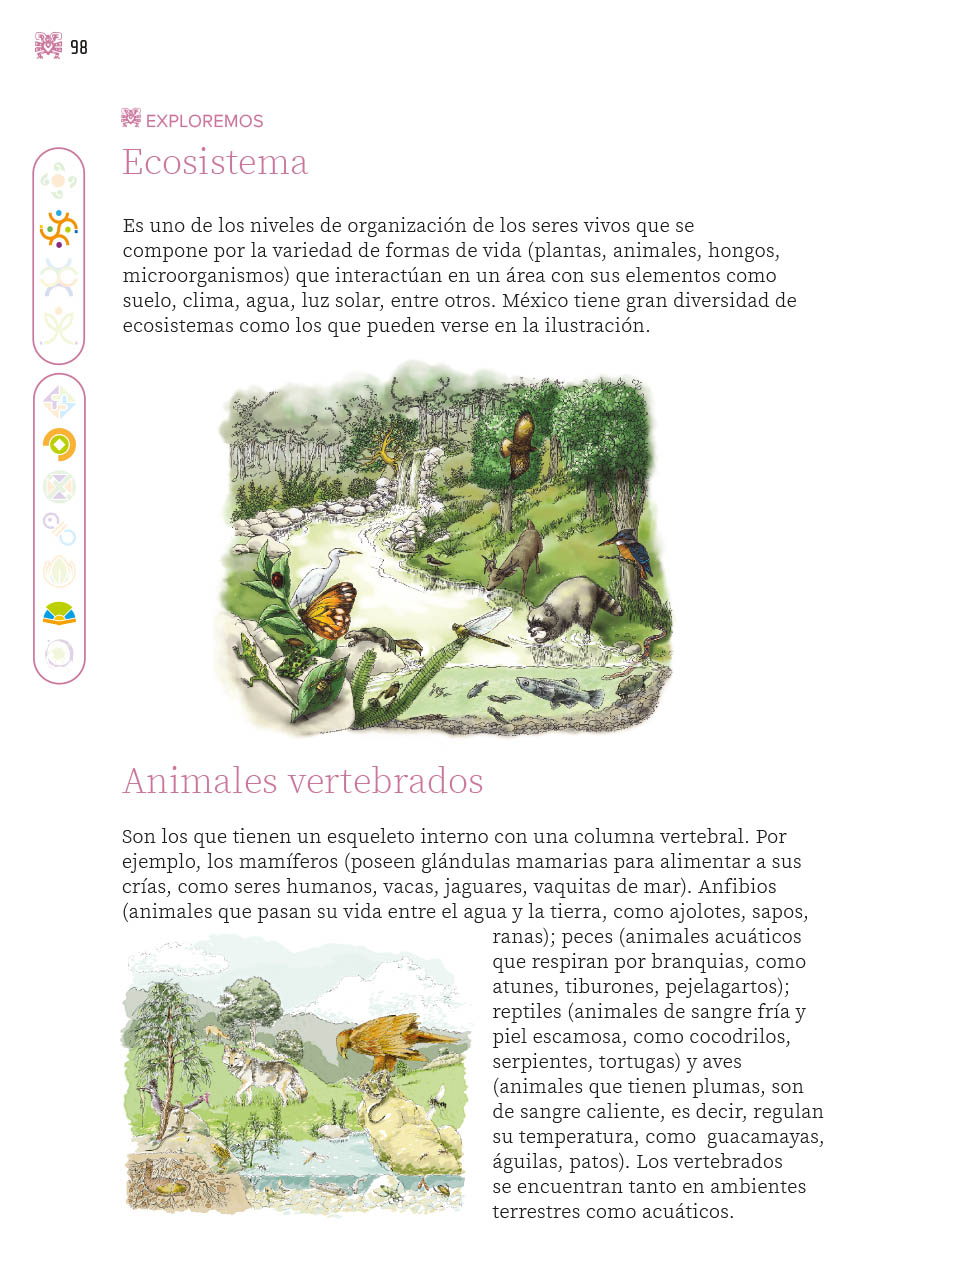 98
EXPLOREMOS
Ecosistema
Es uno de los niveles de organización de los seres vivos que se
compone por la variedad de formas de vida (plantas, animales, hongos,
microorganismos) que interactúan en un área con sus elementos como
suelo, clima, agua, luz solar, entre otros. México tiene gran diversidad de
ecosistemas como los que pueden verse en la ilustración.
Animales vertebrados
Son los que tienen un esqueleto interno con una columna vertebral. Por
ejemplo, los mamíferos (poseen glándulas mamarias para alimentar a sus
crías, como seres humanos, vacas, jaguares, vaquitas de mar). Anfibios
(animales que pasan su vida entre el agua y la tierra, como ajolotes, sapos,
ranas); peces (animales acuáticos
que respiran por branquias, como
atunes, tiburones, pejelagartos);
reptiles (animales de sangre fría y
piel escamosa, como cocodrilos,
serpientes, tortugas) y aves
(animales que tienen plumas, son
de sangre caliente, es decir, regulan
su temperatura, como guacamayas,
águilas, patos). Los vertebrados
se encuentran tanto en ambientes
terrestres como acuáticos.